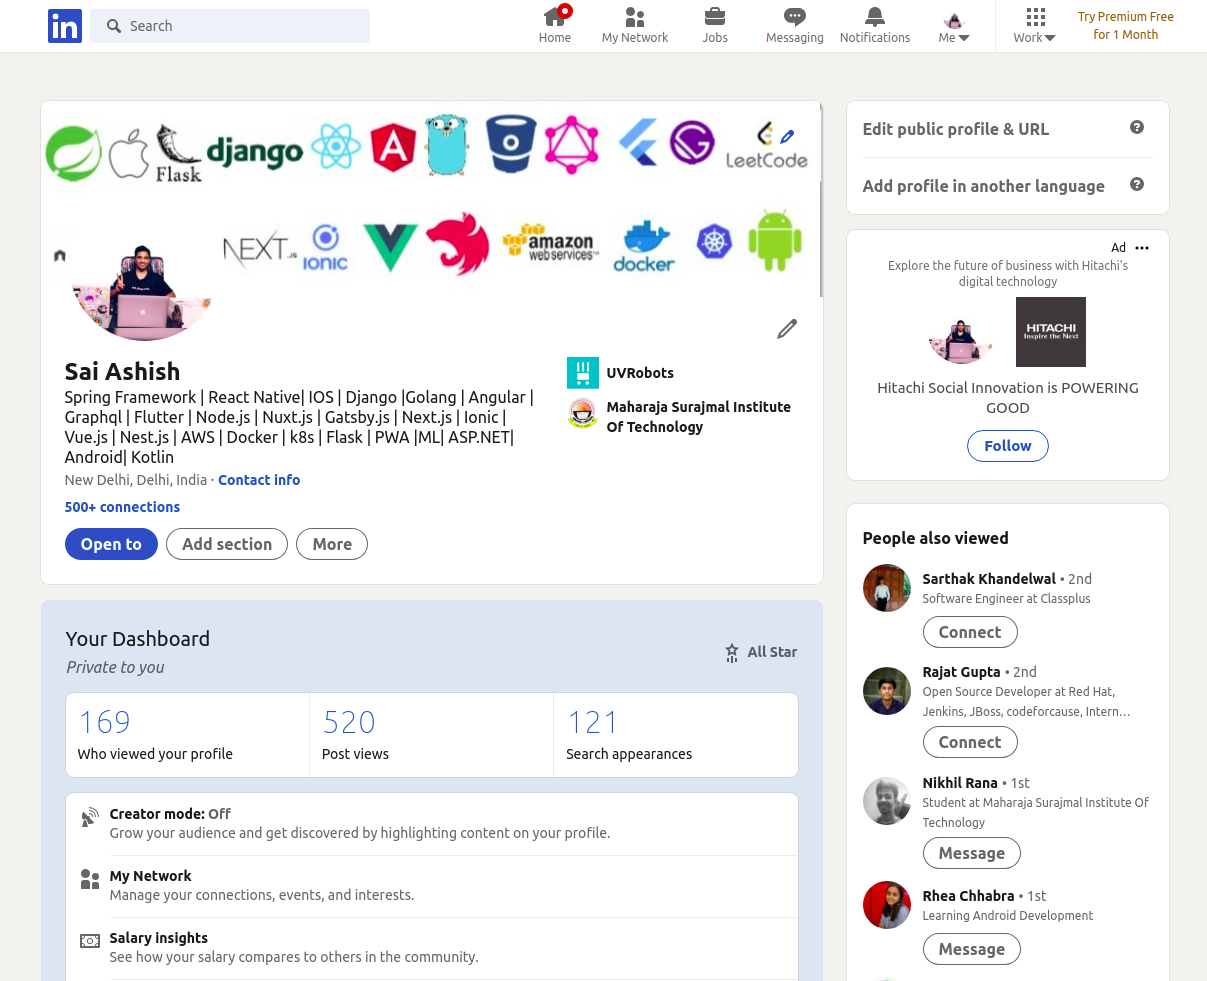 in
Search
Home
My Network
Jobs
Messaging
Notifications
Me
Work
Try Premium Free
for 1 Month
Flask
django
LeetCode
NEXT.JS
IONIC
amazon
web services™
docker
Sai Ashish
Spring Framework | React Native| IOS | Django |Golang | Angular |
Graphql | Flutter | Node.js | Nuxt.js | Gatsby.js | Next.js | Ionic |
Vue.js | Nest.js | AWS | Docker | k8s | Flask | PWA |ML| ASP.NET|
Android| Kotlin
New Delhi, Delhi, India · Contact info
500+ connections
Open to
Add section
More
UVRobots
Maharaja Surajmal Institute
Of Technology
Your Dashboard
Private to you
All Star
169
Who viewed your profile
520
Post views
121
Search appearances
Creator mode: Off
Grow your audience and get discovered by highlighting content on your profile.
My Network
Manage your connections, events, and interests.
Salary insights
See how your salary compares to others in the community.
Edit public profile & URL
Add profile in another language
Ad
Explore the future of business with Hitachi's
digital technology
HITACHI
Inspire the Next
Hitachi Social Innovation is POWERING
GOOD
Follow
People also viewed
Sarthak Khandelwal • 2nd
Software Engineer at Classplus
Connect
Rajat Gupta • 2nd
Open Source Developer at Red Hat,
Jenkins, JBoss, codeforcause, Intern…
Connect
Nikhil Rana • 1st
Student at Maharaja Surajmal Institute Of
Technology
Message
Rhea Chhabra • 1st
Learning Android Development
Message